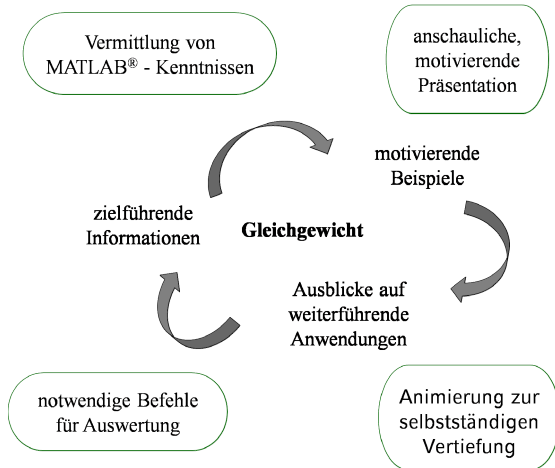 Vermittlung von
MATLAB® - Kenntnissen
anschauliche,
motivierende
Präsentation
motivierende
Beispiele
zielführende
Informationen
Gleichgewicht
Ausblicke auf
weiterführende
Anwendungen
notwendige Befehle
für Auswertung
Animierung zur
selbstständigen
Vertiefung